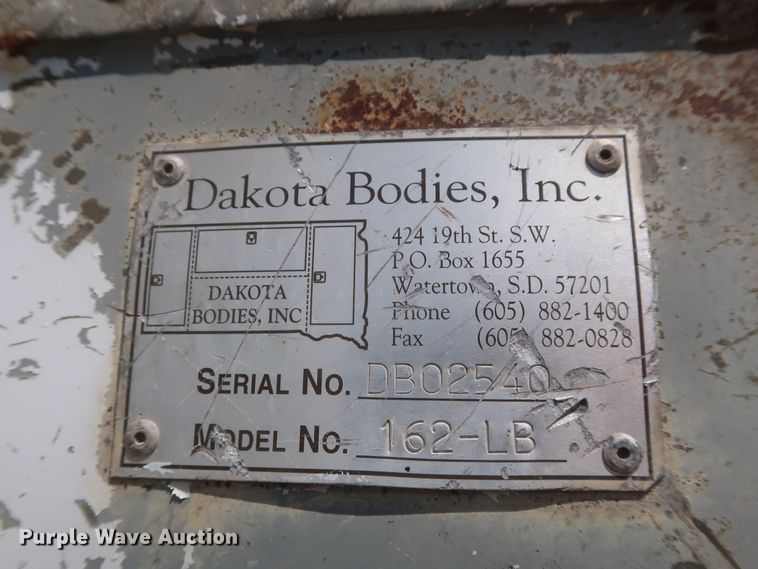 Dakota Bodies, Inc.
424 19th St. S.W.
P.O. Box 1655
Watertown, S.D. 57201
Phone (605) 882-1400
Fax (605) 882-0828
DAKOTA
BODIES, INC
SERIAL NO. DB02540
MODEL NO. 162-LB
Purple Wave Auction